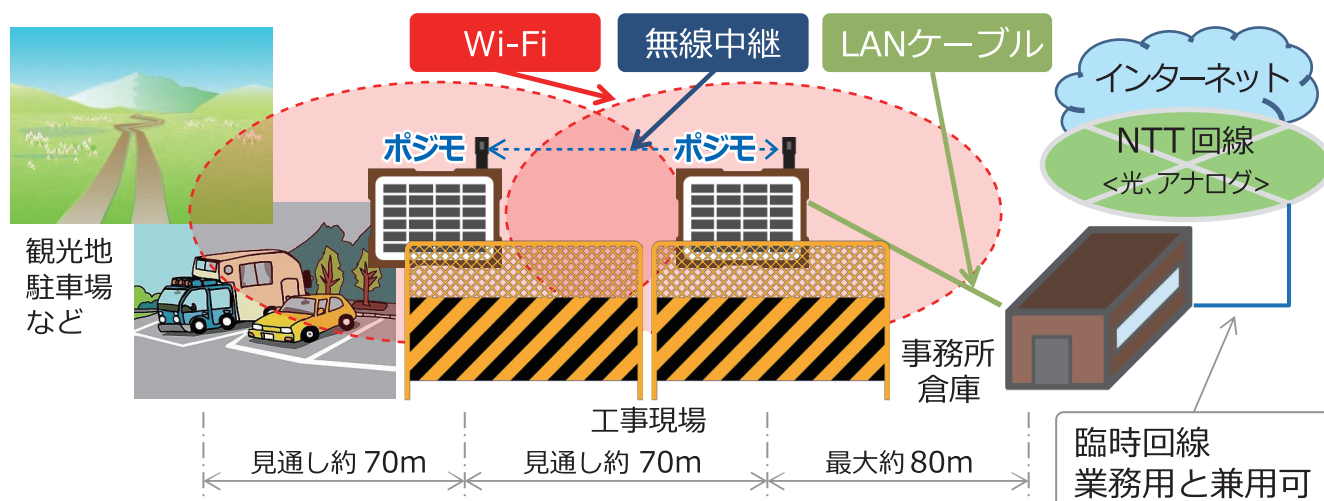 Wi-Fi
無線中継
LANケーブル
インターネット
NTT 回線
<光、アナログ>
ポジモ
ポジモ
観光地
駐車場
など
事務所
倉庫
工事現場
見通し約 70m
見通し約 70m
最大約 80m
臨時回線
業務用と兼用可